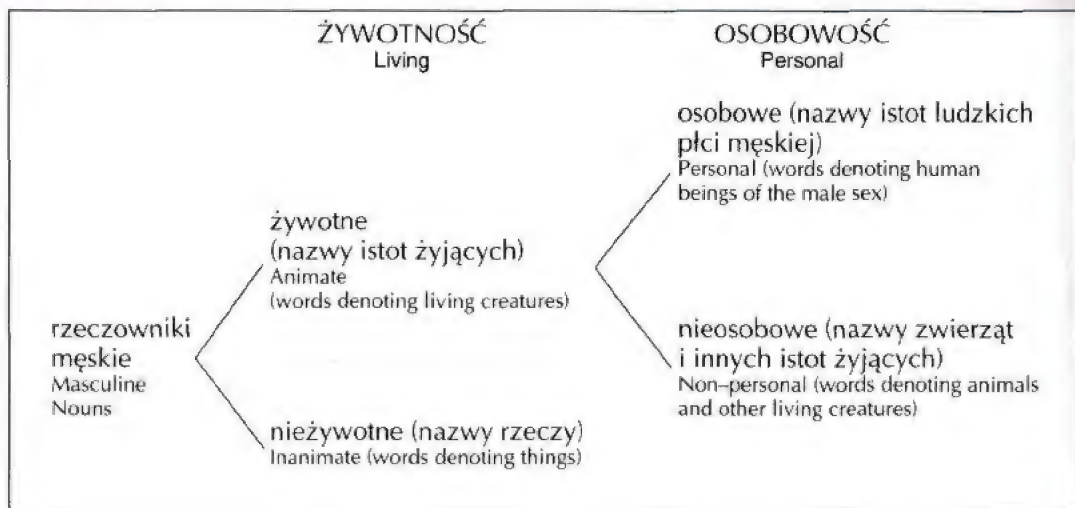 ŻYWOTNOŚĆ
Living
OSOBOWOŚĆ
Personal
osobowe (nazwy istot ludzkich
płci męskiej)
Personal (words denoting human
beings of the male sex)
żywotne
(nazwy istot żyjących)
Animate
(words denoting living creatures)
rzeczowniki
męskie
Masculine
Nouns
nieosobowe (nazwy zwierząt
i innych istot żyjących)
Non-personal (words denoting animals
and other living creatures)
nieżywotne (nazwy rzeczy)
Inanimate (words denoting things)